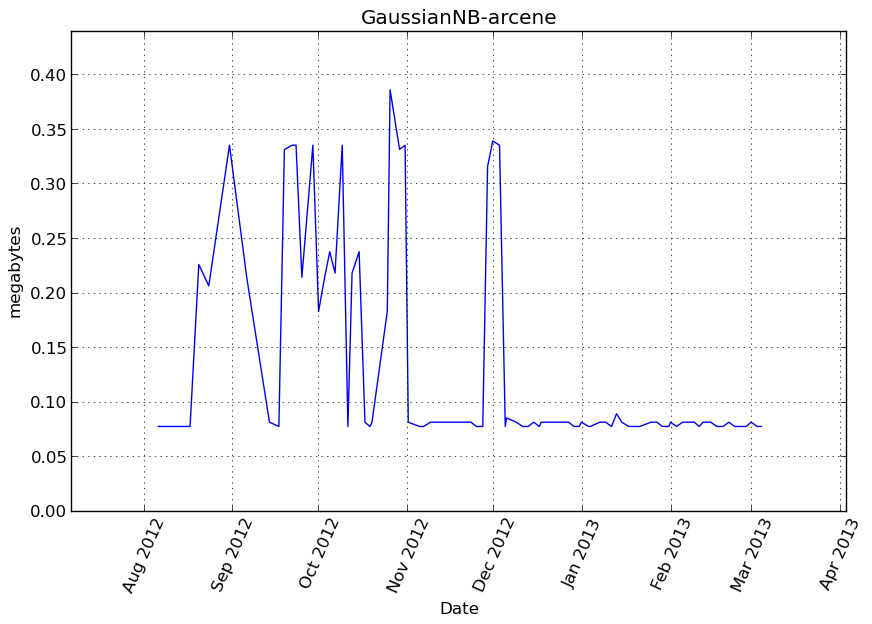 GaussianNB-arcene
megabytes
0.40
0.35
0.30
0.25
0.20
0.15
0.10
0.05
0.00
Aug 2012
Sep 2012
Oct 2012
Nov 2012
Dec 2012
Jan 2013
Feb 2013
Mar 2013
Apr 2013
Date